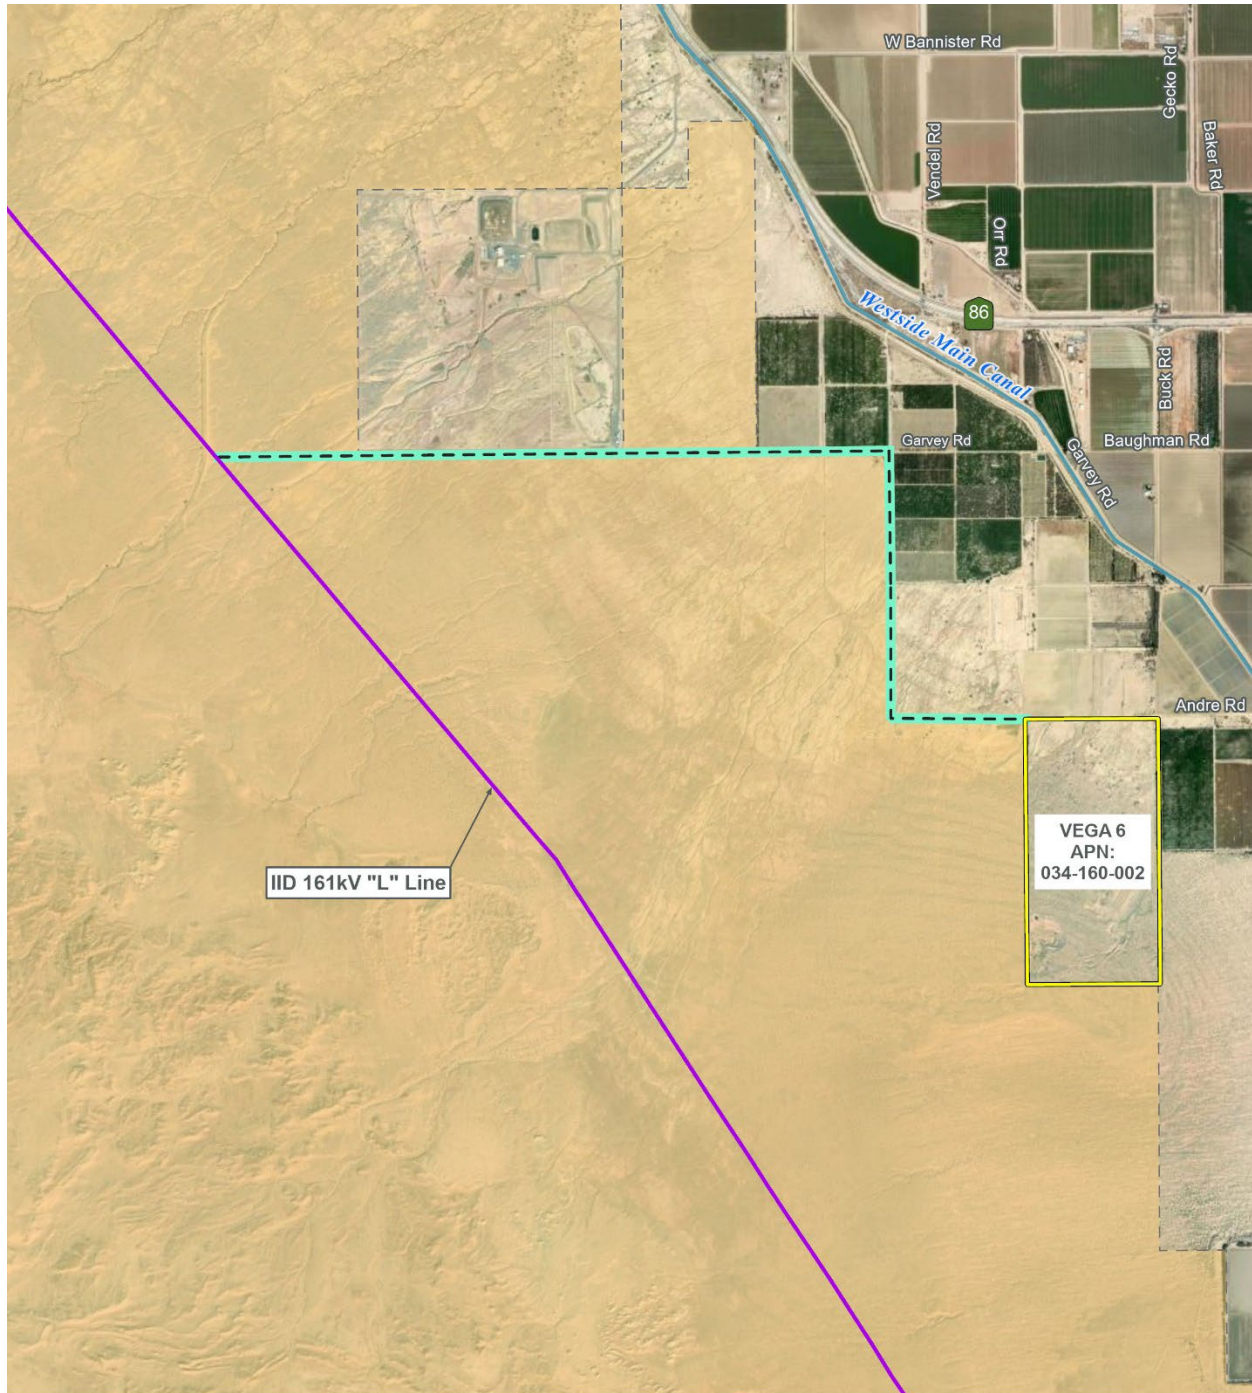 W Bannister Rd
Gecko Rd
Baker Rd
Vendel Rd
Orr Rd
86
Westside Main Canal
Buck Rd
Garvey Rd
Baughman Rd
Garvey Rd
Andre Rd
VEGA 6
APN:
034-160-002
IID 161kV "L" Line